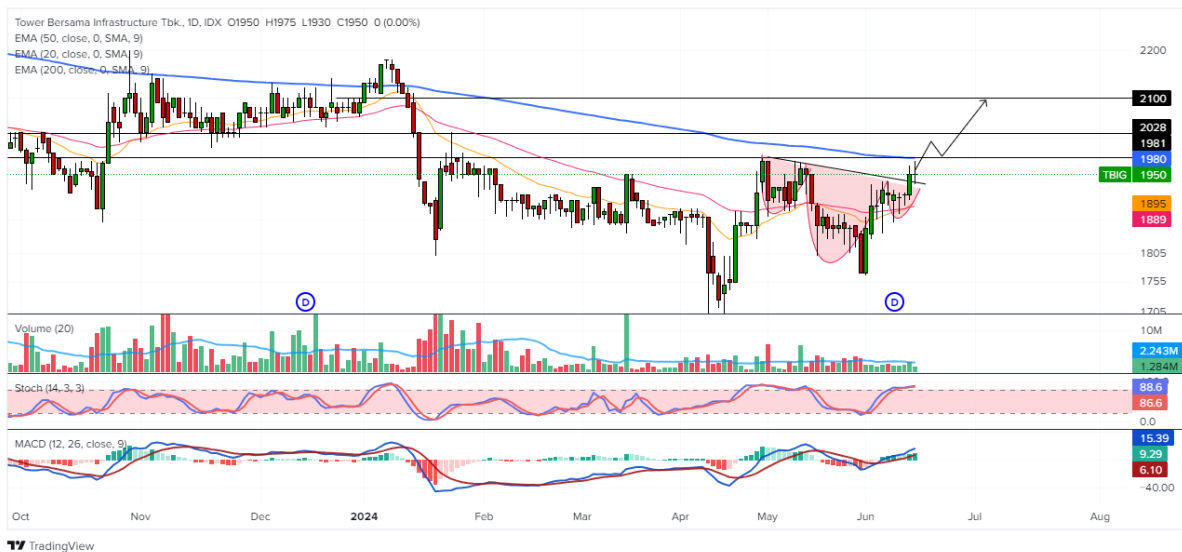 Tower Bersama Infrastructure Tbk., 1D, IDX O1950 H1975 L1930 C1950 0 (0.00%)
EMA (50, close, 0, SMA, 9)
EMA (20, close, 0, SMA, 9)
EMA (200, close, 0, SMA, 9)
2200
2100
2028
1981
1980
TBIG 1950
1895
1889
1805
1755
1705
D D
Volume (20)
10M
2.243M
1.284M
Stoch (14, 3, 3)
88.6
86.6
0.0
MACD (12, 26, close, 9)
15.39
9.29
6.10
−40.00
Oct Nov Dec 2024 Feb Mar Apr May Jun Jul Aug
TradingView